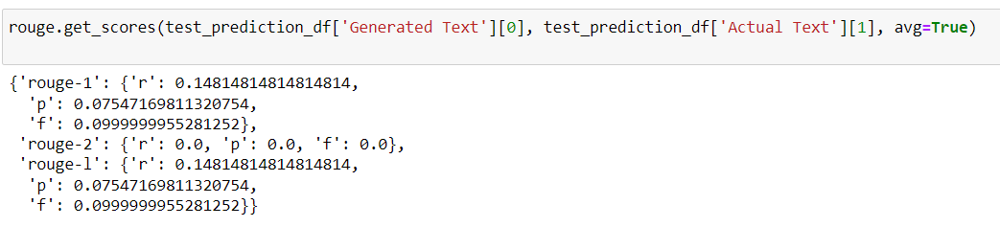 rouge.get_scores(test_prediction_df['Generated Text'][0], test_prediction_df['Actual Text'][1], avg=True)
{'rouge-1': {'r': 0.14814814814814814,
'p': 0.07547169811320754,
'f': 0.0999999955281252},
'rouge-2': {'r': 0.0, 'p': 0.0, 'f': 0.0},
'rouge-l': {'r': 0.14814814814814814,
'p': 0.07547169811320754,
'f': 0.0999999955281252}}